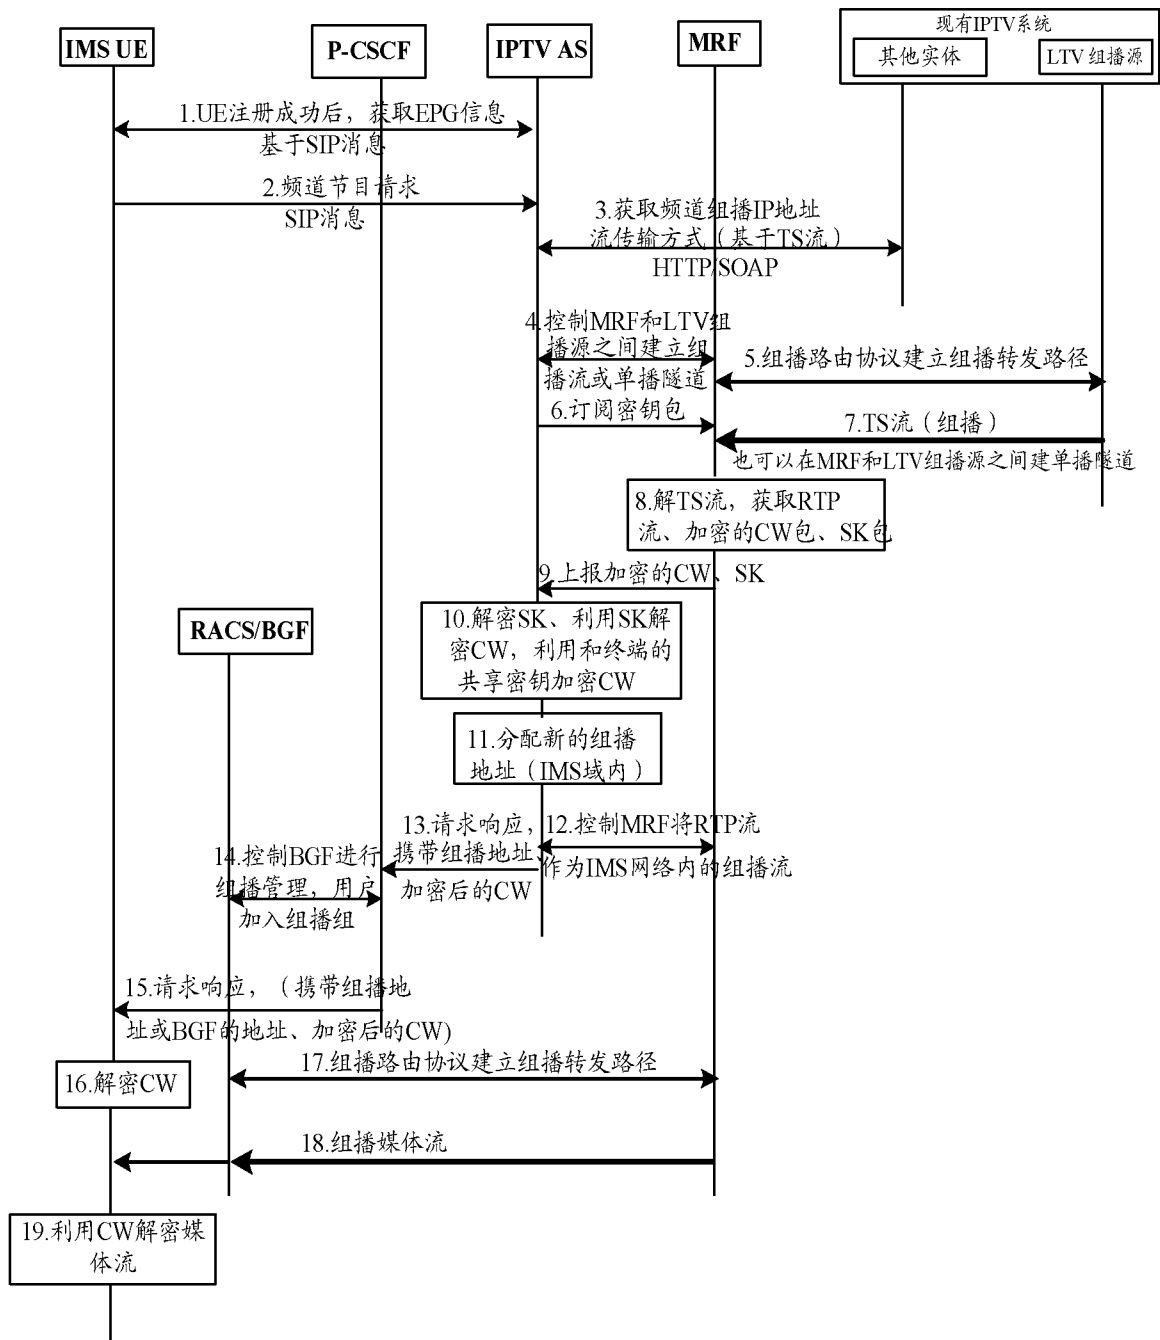 现有IPTV系统
IMS UE
P-CSCF
IPTV AS
MRF
其他实体
LTV 组播源
1.UE注册成功后，获取EPG信息
基于SIP消息
2.频道节目请求
SIP消息
3.获取频道组播IP地址
流传输方式（基于TS流）
HTTP/SOAP
4.控制MRF和LTV组
播源之间建立组
播流或单播隧道
5.组播路由协议建立组播转发路径
6.订阅密钥包
7.TS流（组播）
也可以在MRF和LTV组播源之间建单播隧道
8.解TS流，获取RTP
流、加密的CW包、SK包
9.上报加密的CW、SK
RACS/BGF
10.解密SK、利用SK解
密CW，利用和终端的
共享密钥加密CW
11.分配新的组播
地址（IMS域内）
12.控制MRF将RTP流
作为IMS网络内的组播流
13.请求响应，
携带组播地址、
加密后的CW
14.控制BGF进行
组播管理，用户
加入组播组
15.请求响应，（携带组播地
址或BGF的地址、加密后的CW)
16.解密CW
17.组播路由协议建立组播转发路径
18.组播媒体流
19.利用CW解密媒
体流